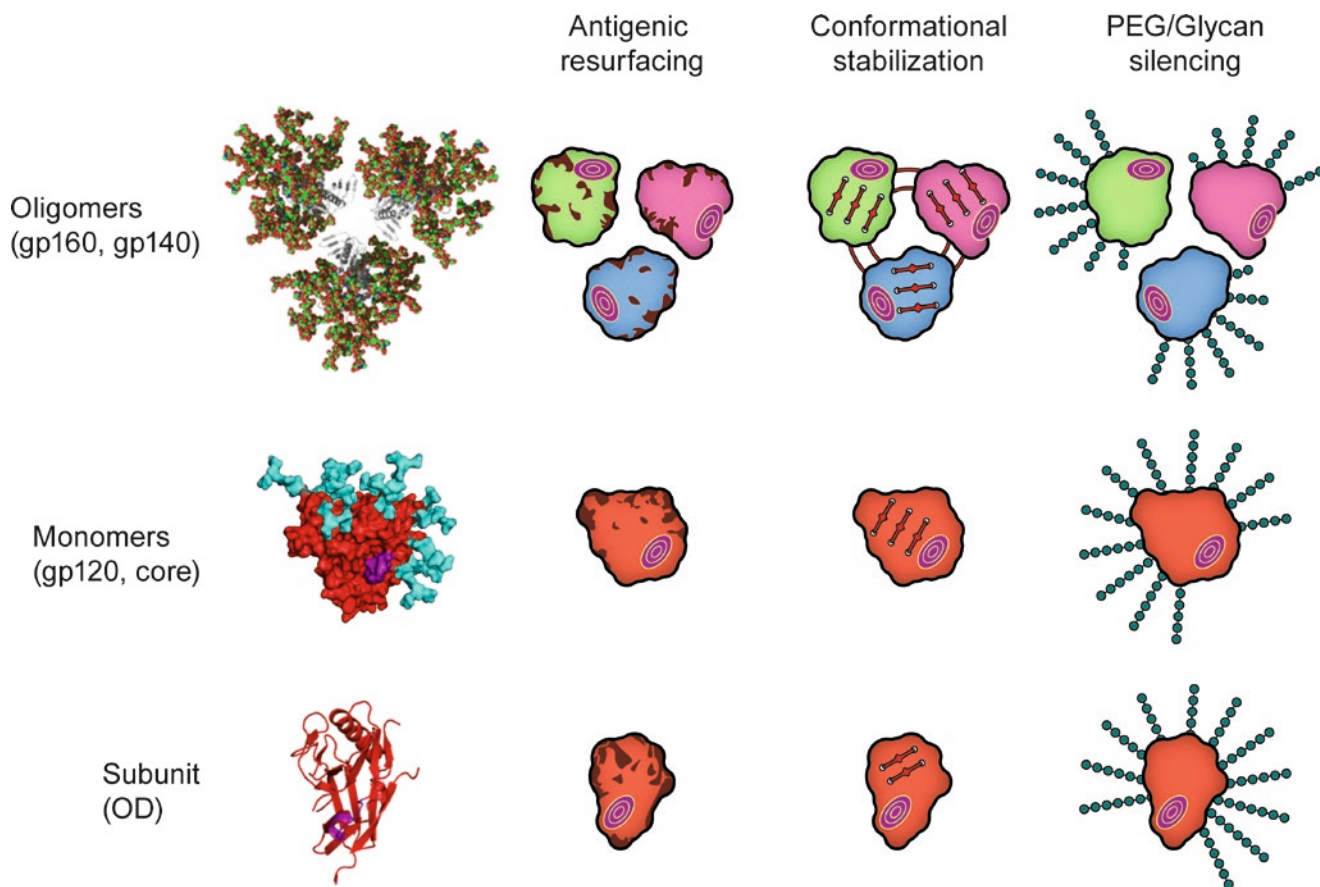 Antigenic
resurfacing
Conformational
stabilization
PEG/Glycan
silencing
Oligomers
(gp160, gp140)
Monomers
(gp120, core)
Subunit
(OD)